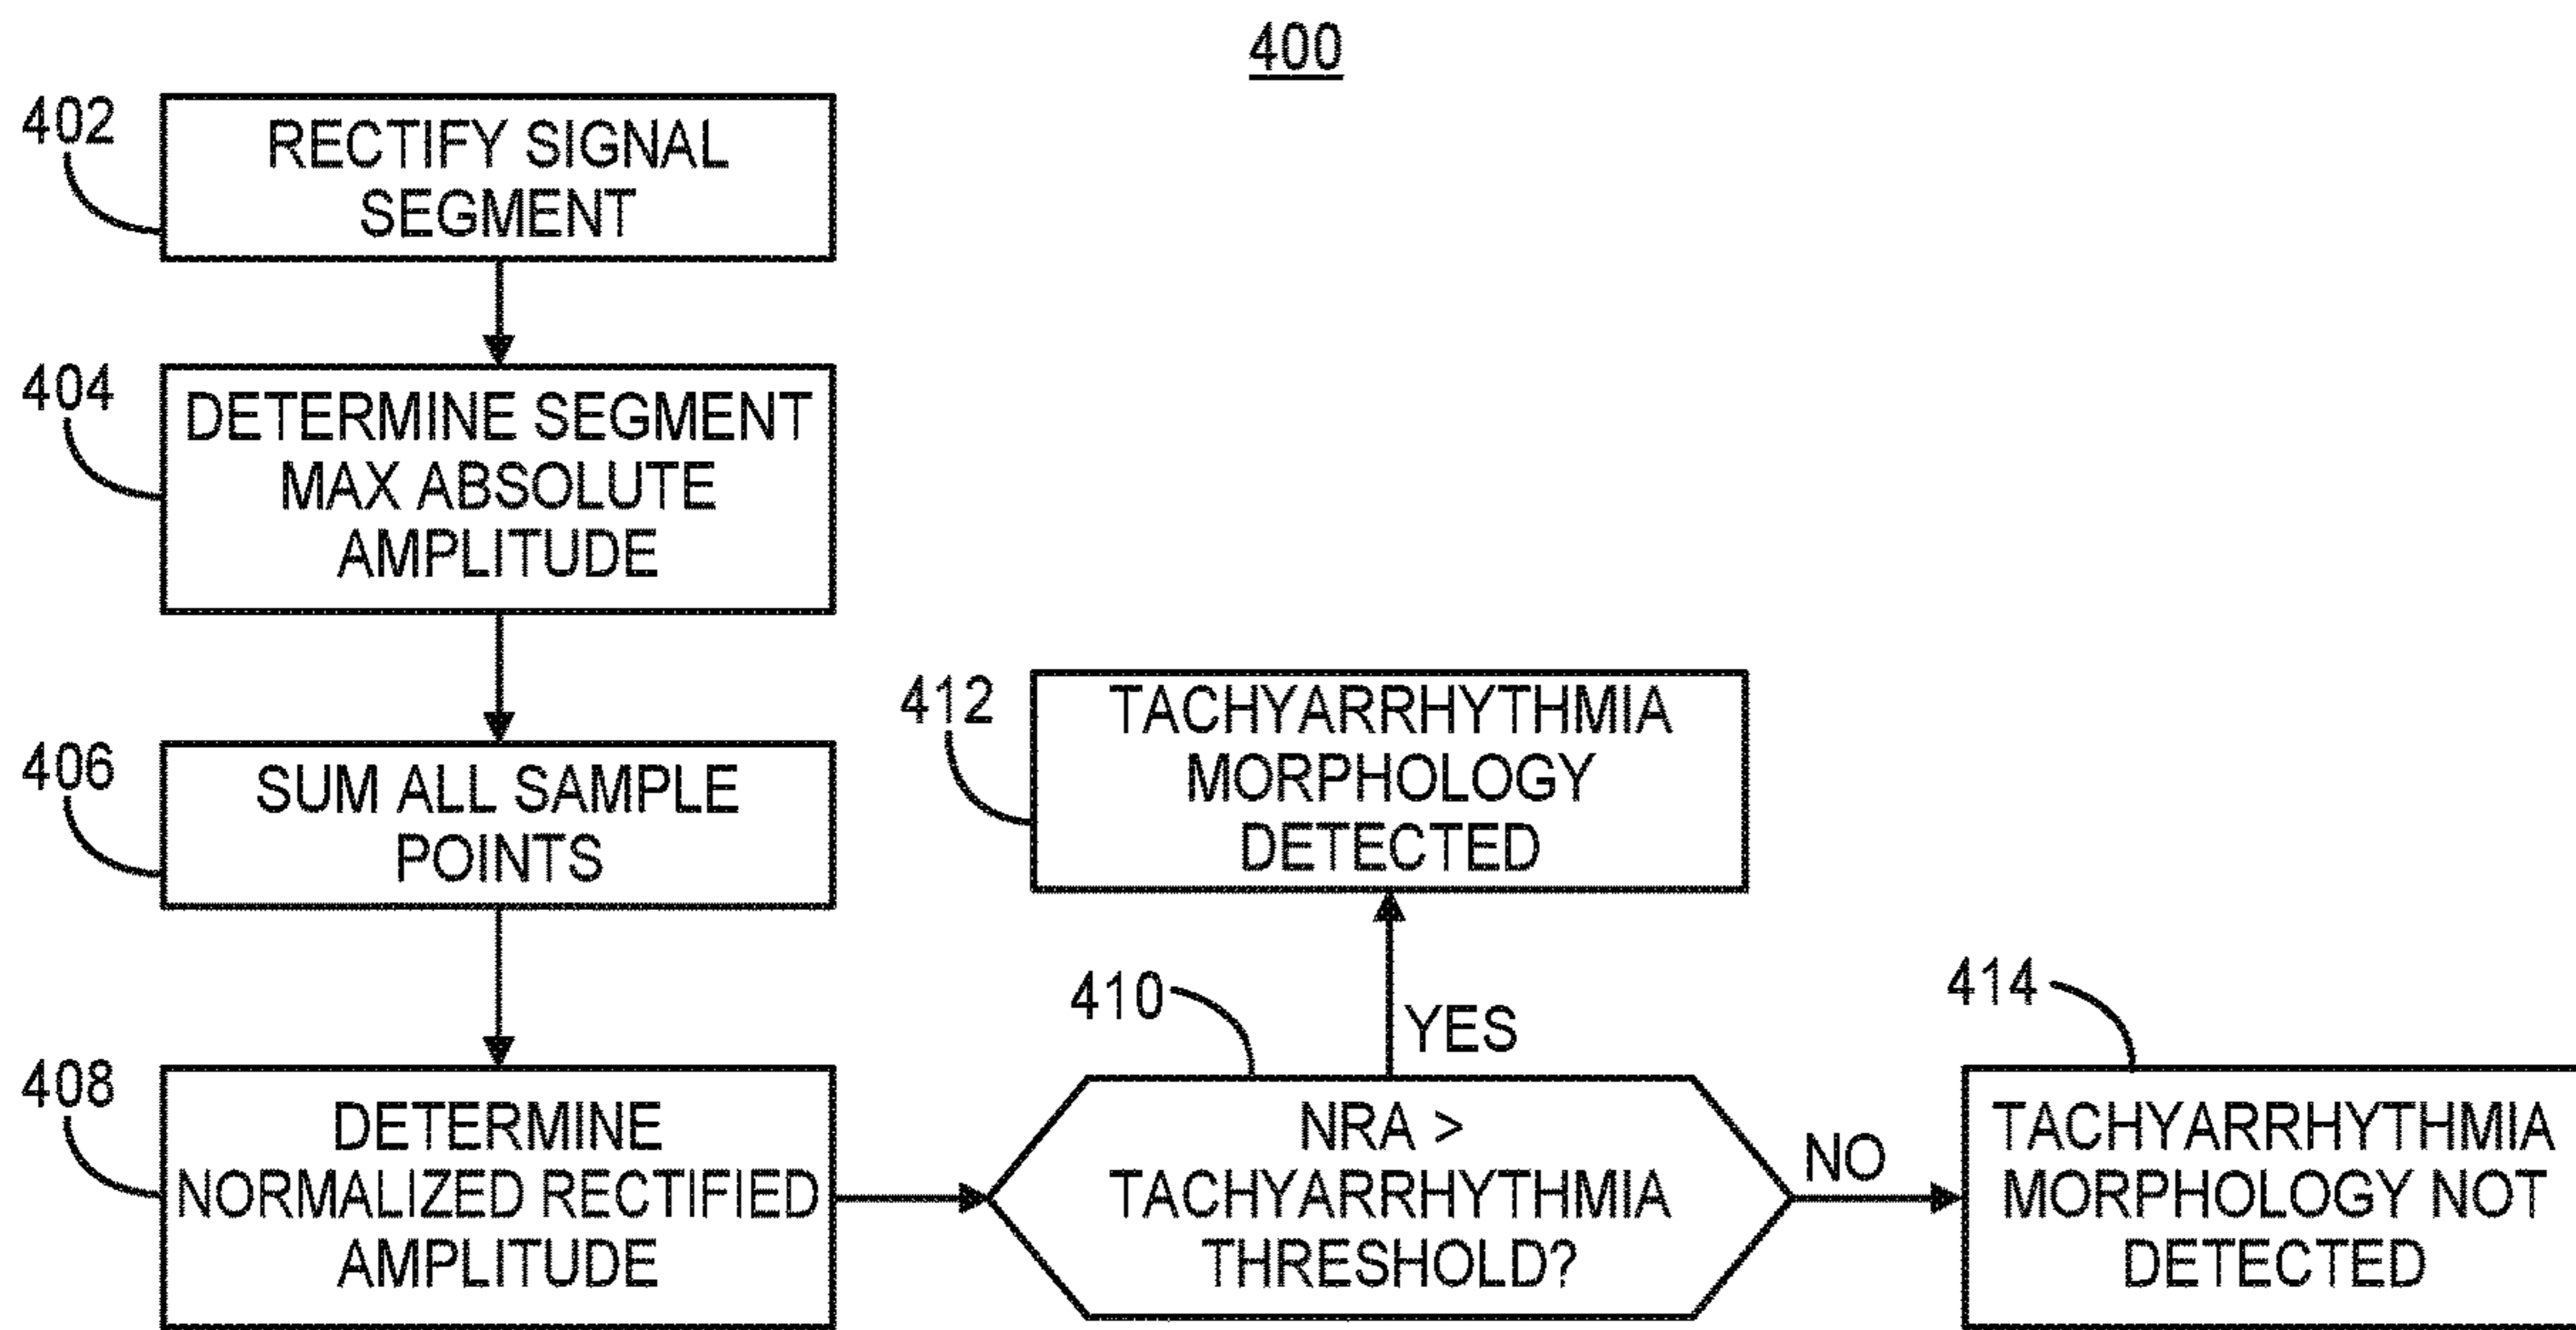 400
402
RECTIFY SIGNAL
SEGMENT
404
DETERMINE SEGMENT
MAX ABSOLUTE
AMPLITUDE
406
SUM ALL SAMPLE
POINTS
408
DETERMINE
NORMALIZED RECTIFIED
AMPLITUDE
410
NRA >
TACHYARRHYTHMIA
THRESHOLD?
YES
412
TACHYARRHYTHMIA
MORPHOLOGY
DETECTED
NO
414
TACHYARRHYTHMIA
MORPHOLOGY NOT
DETECTED